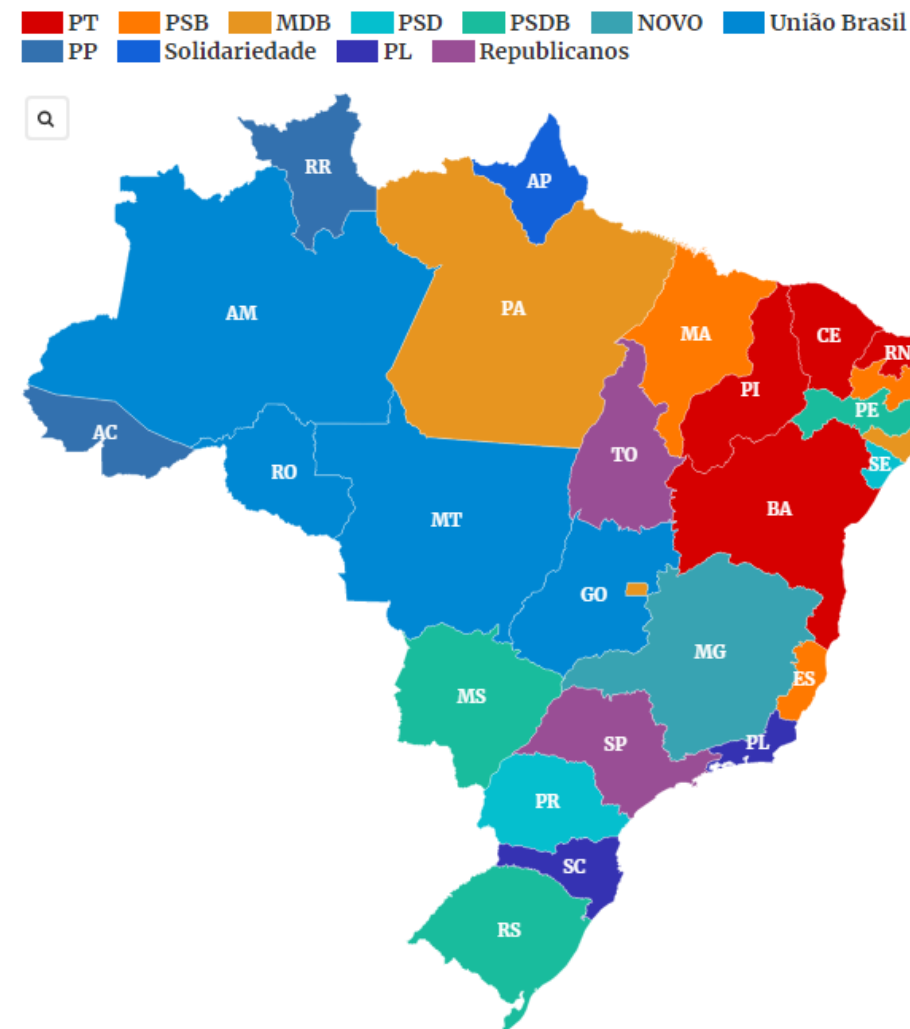 PT PSB MDB PSD PSDB NOVO União Brasil
PP Solidariedade PL Republicanos
RR
AP
AM
PA
MA
CE
RN
PI
PE
AC
TO
SE
RO
BA
MT
GO
MG
ES
MS
SP
PL
PR
SC
RS